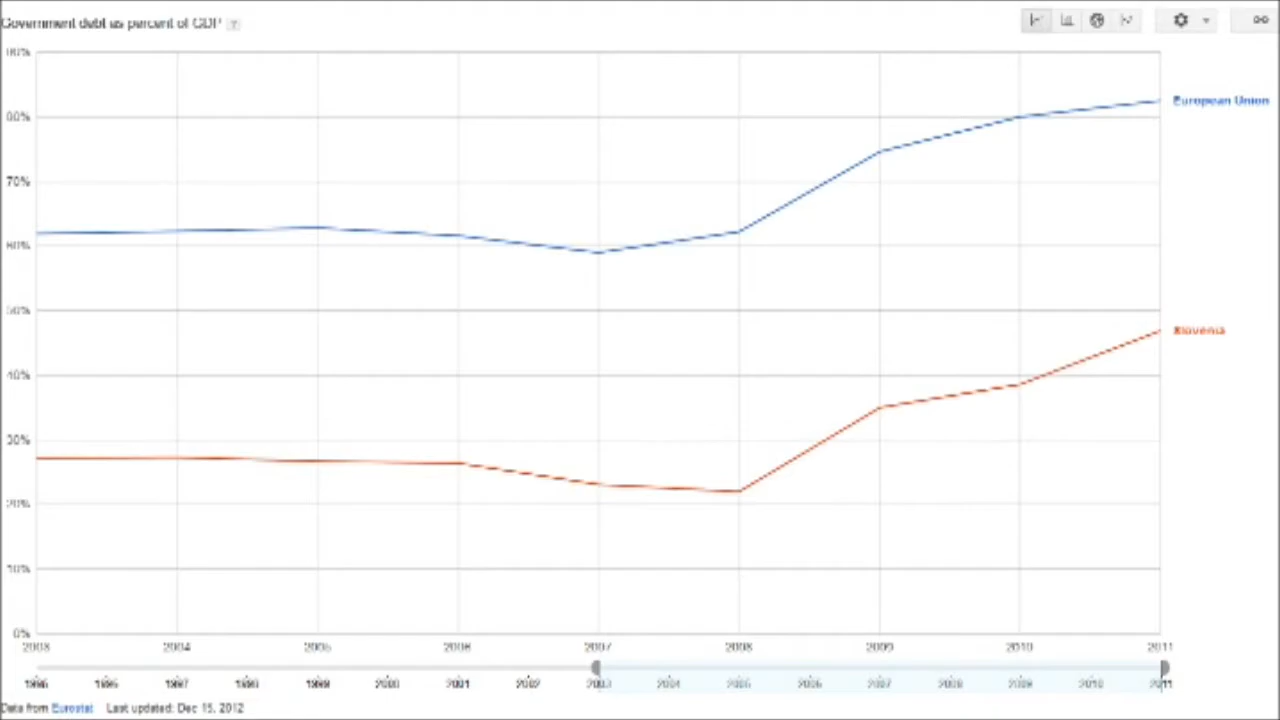 Government debt as percent of GDP ?
90%
European Union
80%
70%
60%
50%
Slovenia
40%
30%
20%
10%
0%
2003 2004 2005 2006 2007 2008 2009 2010 2011
1995 1996 1997 1998 1999 2000 2001 2002 2003 2004 2005 2006 2007 2008 2009 2010 2011
Data from Eurostat Last updated: Dec 15, 2012